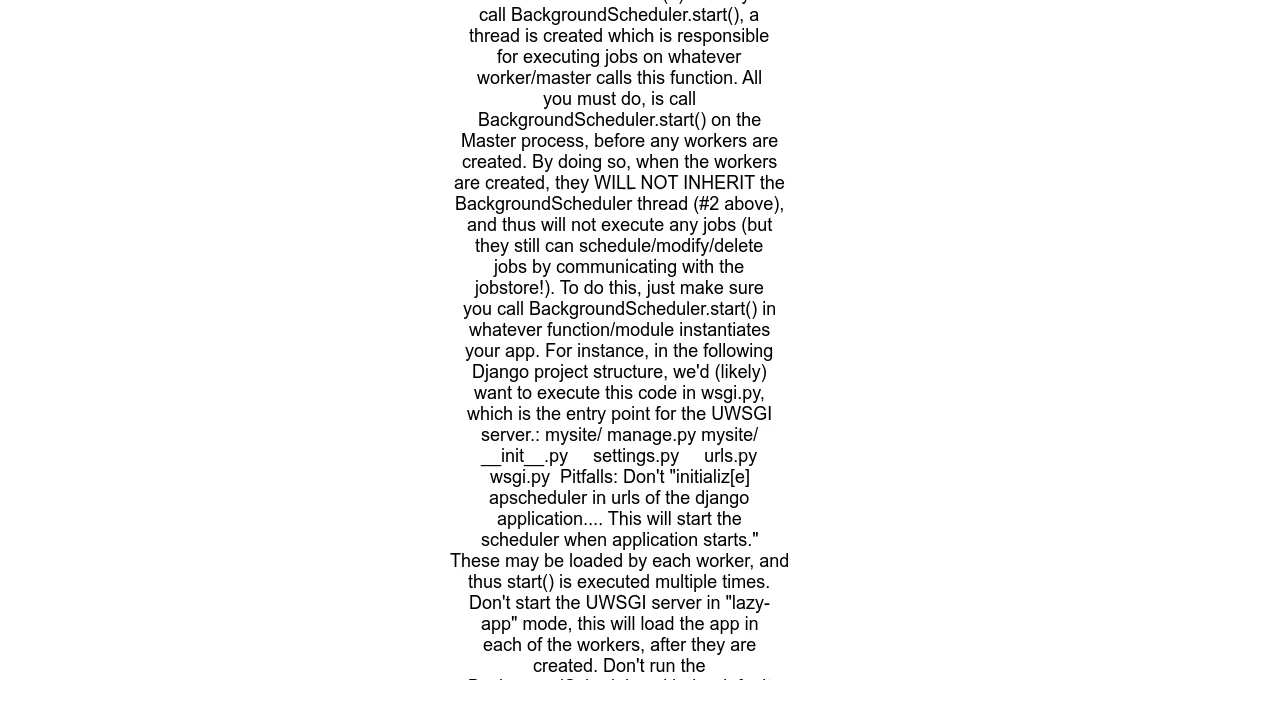 call BackgroundScheduler.start(), a
thread is created which is responsible
for executing jobs on whatever
worker/master calls this function. All
you must do, is call
BackgroundScheduler.start() on the
Master process, before any workers are
created. By doing so, when the workers
are created, they WILL NOT INHERIT the
BackgroundScheduler thread (#2 above),
and thus will not execute any jobs (but
they still can schedule/modify/delete
jobs by communicating with the
jobstore!). To do this, just make sure
you call BackgroundScheduler.start() in
whatever function/module instantiates
your app. For instance, in the following
Django project structure, we'd (likely)
want to execute this code in wsgi.py,
which is the entry point for the UWSGI
server.: mysite/ manage.py mysite/
__init__.py     settings.py     urls.py
wsgi.py  Pitfalls: Don't "initializ[e]
apscheduler in urls of the django
application.... This will start the
scheduler when application starts."
These may be loaded by each worker, and
thus start() is executed multiple times.
Don't start the UWSGI server in "lazy-
app" mode, this will load the app in
each of the workers, after they are
created. Don't run the